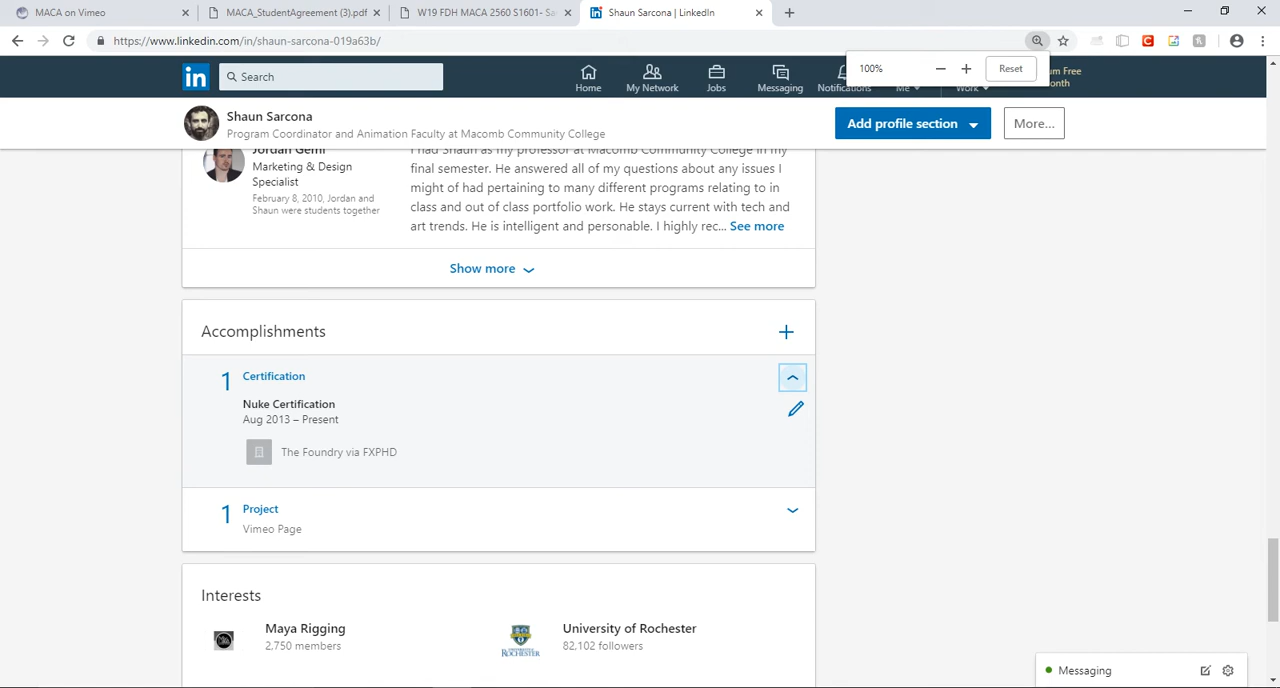 MACA on Vimeo
MACA_StudentAgreement (3).pdf
W19 FDH MACA 2560 S1601- Sa
Shaun Sarcona | LinkedIn
https://www.linkedin.com/in/shaun-sarcona-019a63b/
100%
Reset
in
Search
Home
My Network
Jobs
Messaging
Notifications
Me
Work
um Free
onth
Shaun Sarcona
Program Coordinator and Animation Faculty at Macomb Community College
Add profile section
More...
Jordan Gemi
Marketing & Design
Specialist
February 8, 2010, Jordan and
Shaun were students together
I had Shaun as my professor at Macomb Community College in my
final semester. He answered all of my questions about any issues I
might of had pertaining to many different programs relating to in
class and out of class portfolio work. He stays current with tech and
art trends. He is intelligent and personable. I highly rec... See more
Show more
Accomplishments
1 Certification
Nuke Certification
Aug 2013 – Present
The Foundry via FXPHD
1 Project
Vimeo Page
Interests
Maya Rigging
2,750 members
University of Rochester
82,102 followers
ROCHESTER
Messaging